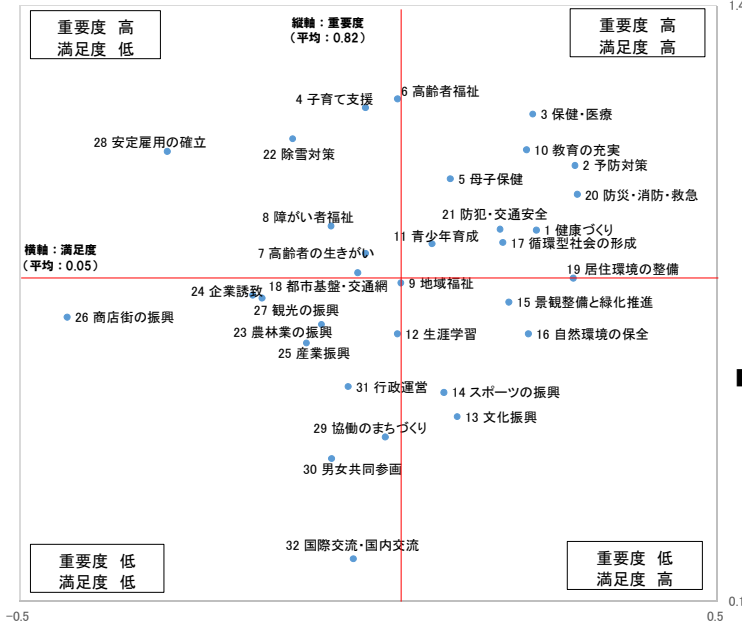 1.4
重要度 高
満足度 低
縦軸：重要度
（平均：0.82）
重要度 高
満足度 高
6 高齢者福祉
4 子育て支援
3 保健・医療
28 安定雇用の確立
22 除雪対策
10 教育の充実
2 予防対策
5 母子保健
20 防災・消防・救急
8 障がい者福祉
21 防犯・交通安全
1 健康づくり
11 青少年育成
17 循環型社会の形成
横軸：満足度
（平均：0.05）
7 高齢者の生きがい
19 居住環境の整備
24 企業誘致
18 都市基盤・交通網
9 地域福祉
27 観光の振興
15 景観整備と緑化推進
26 商店街の振興
23 農林業の振興
12 生涯学習
16 自然環境の保全
25 産業振興
31 行政運営
14 スポーツの振興
13 文化振興
29 協働のまちづくり
30 男女共同参画
32 国際交流・国内交流
重要度 低
満足度 低
重要度 低
満足度 高
0.1
-0.5
0.5